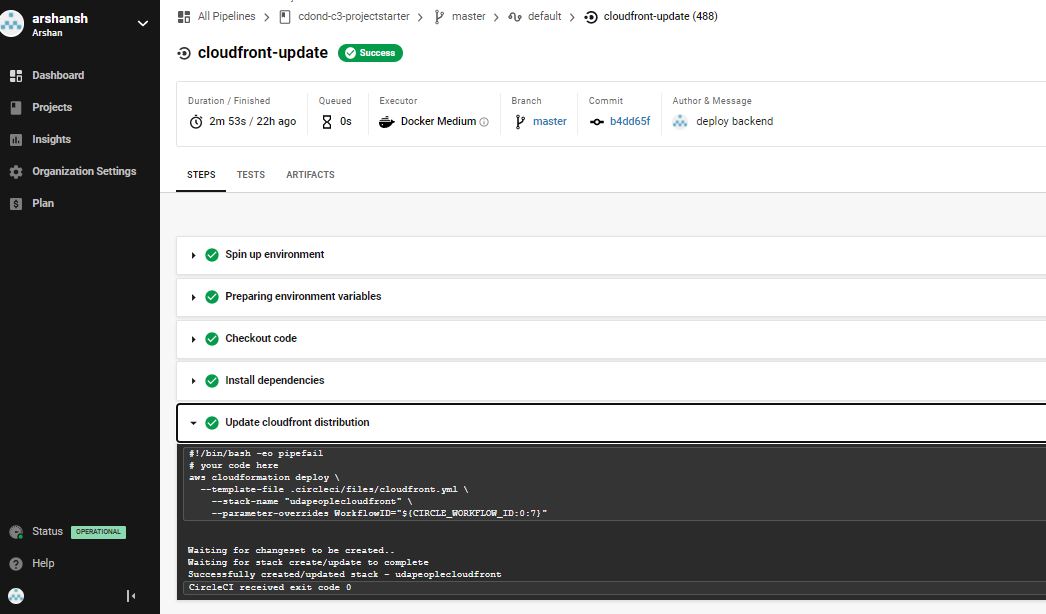 arshansh
Arshan
Dashboard
Projects
Insights
Organization Settings
Plan
Status OPERATIONAL
Help
All Pipelines > cdond-c3-projectstarter > master > default > cloudfront-update (488)
cloudfront-update Success
Duration / Finished
2m 53s / 22h ago
Queued
0s
Executor
Docker Medium
Branch
master
Commit
b4dd65f
Author & Message
deploy backend
STEPS TESTS ARTIFACTS
Spin up environment
Preparing environment variables
Checkout code
Install dependencies
Update cloudfront distribution
#!/bin/bash -eo pipefail
# your code here
aws cloudformation deploy \
--template-file .circleci/files/cloudfront.yml \
--stack-name "udapeoplecloudfront" \
--parameter-overrides WorkflowID="${CIRCLE_WORKFLOW_ID:0:7}"
Waiting for changeset to be created..
Waiting for stack create/update to complete
Successfully created/updated stack - udapeoplecloudfront
CircleCI received exit code 0